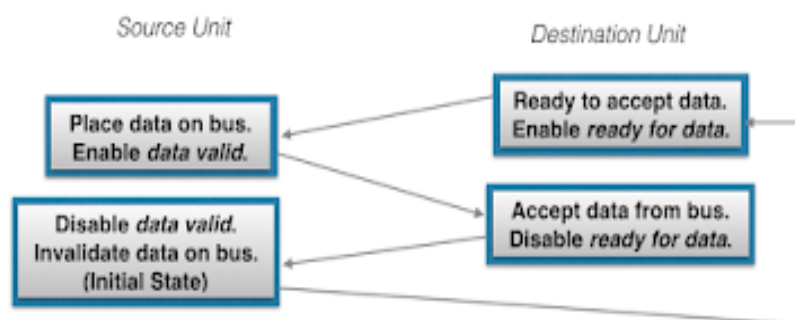 Source Unit
Destination Unit
Place data on bus.
Enable data valid.
Ready to accept data.
Enable ready for data.
Disable data valid.
Invalidate data on bus.
(Initial State)
Accept data from bus.
Disable ready for data.